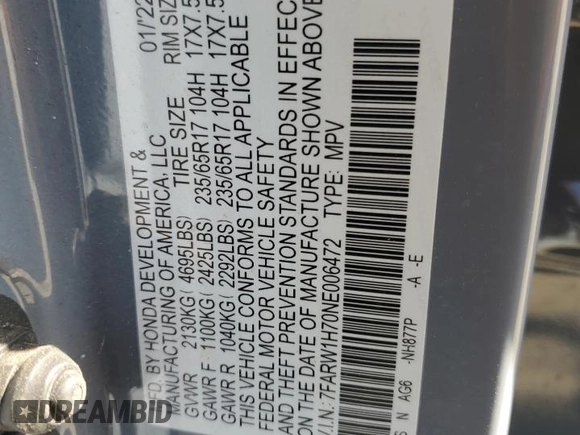 MFD. BY HONDA DEVELOPMENT & 01/'22
MANUFACTURING OF AMERICA, LLC
TIRE SIZE RIM SIZ
GVWR 2130KG( 4695LBS)
GAWR F 1100KG( 2425LBS) 235/65R17 104H 17X7.5
GAWR R 1040KG( 2292LBS) 235/65R17 104H 17X7.5
THIS VEHICLE CONFORMS TO ALL APPLICABLE
FEDERAL MOTOR VEHICLE SAFETY
AND THEFT PREVENTION STANDARDS IN EFFEC
ON THE DATE OF MANUFACTURE SHOWN ABOVE
V.I.N.: 7FARW1H70NE006472 TYPE: MPV
S N AG6 -NH877P -A -E
DREAMBID